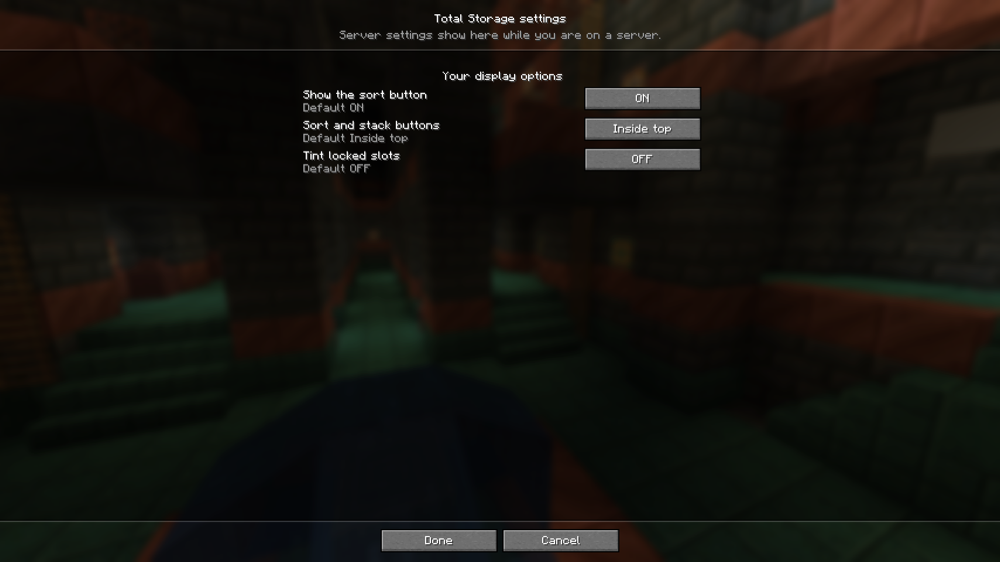 Total Storage settings
Server settings show here while you are on a server.
Your display options
Show the sort button
Default ON
ON
Sort and stack buttons
Default Inside top
Inside top
Tint locked slots
Default OFF
OFF
Done
Cancel